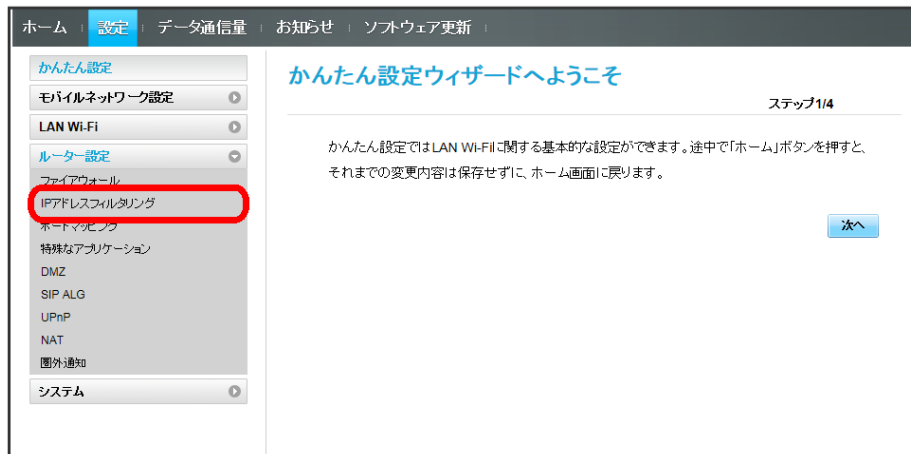 ホーム 設定 データ通信量 お知らせ ソフトウェア更新
かんたん設定
モバイルネットワーク設定
LAN Wi-Fi
ルーター設定
ファイアウォール
IPアドレスフィルタリング
ポートマッピング
特殊なアプリケーション
DMZ
SIP ALG
UPnP
NAT
圏外通知
システム
かんたん設定ウィザードへようこそ
ステップ1/4
かんたん設定ではLAN Wi-Fiに関する基本的な設定ができます。途中で「ホーム」ボタンを押すと、
それまでの変更内容は保存せずに、ホーム画面に戻ります。
次へ